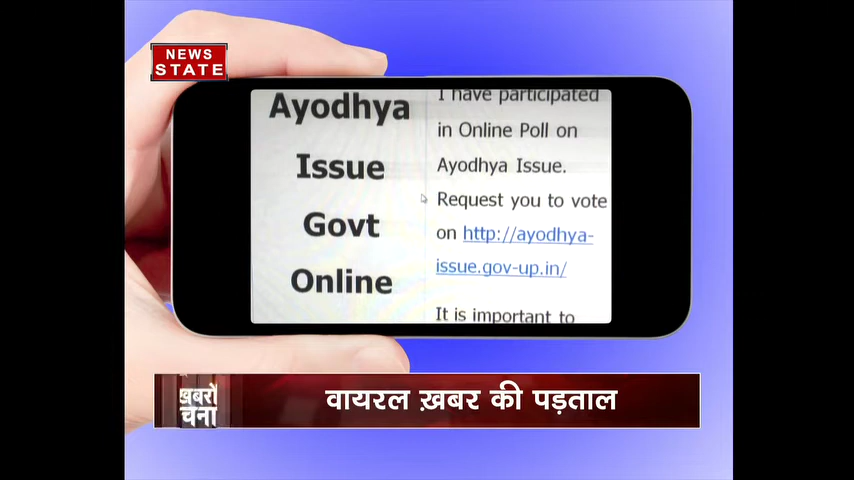 NEWS
STATE
Ayodhya
Issue
Govt
Online
I have participated
in Online Poll on
Ayodhya Issue.
Request you to vote
on http://ayodhya-
issue.gov-up.in/
It is important to
ख़बरों
वायरल ख़बर की पड़ताल